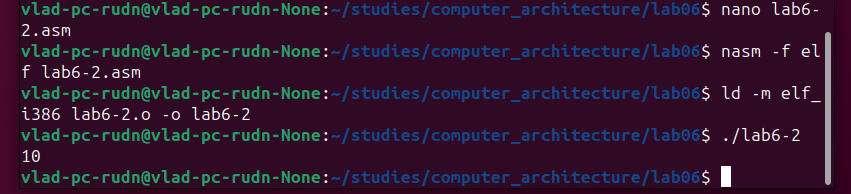 vlad-pc-rudn@vlad-pc-rudn-None:~/studies/computer_architecture/lab06$ nano lab6-
2.asm
vlad-pc-rudn@vlad-pc-rudn-None:~/studies/computer_architecture/lab06$ nasm -f el
f lab6-2.asm
vlad-pc-rudn@vlad-pc-rudn-None:~/studies/computer_architecture/lab06$ ld -m elf_
i386 lab6-2.o -o lab6-2
vlad-pc-rudn@vlad-pc-rudn-None:~/studies/computer_architecture/lab06$ ./lab6-2
10
vlad-pc-rudn@vlad-pc-rudn-None:~/studies/computer_architecture/lab06$